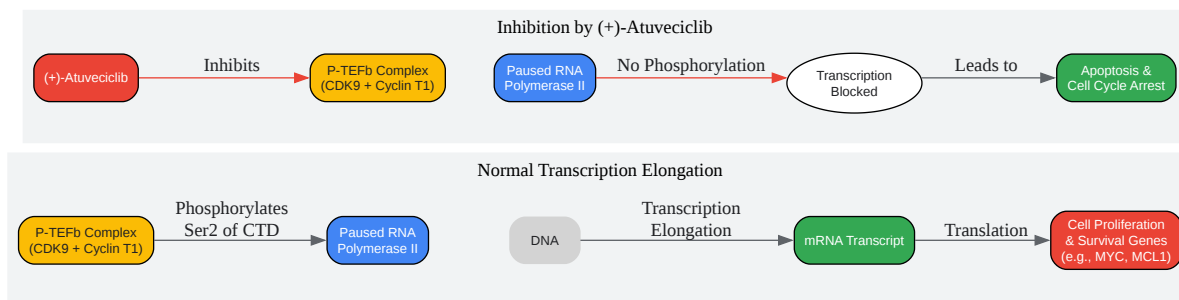 Inhibition by (+)-Atuveciclib
(+)-Atuveciclib
Inhibits
P-TEFb Complex
(CDK9 + Cyclin T1)
Paused RNA
Polymerase II
No Phosphorylation
Transcription
Blocked
Leads to
Apoptosis &
Cell Cycle Arrest
Normal Transcription Elongation
P-TEFb Complex
(CDK9 + Cyclin T1)
Phosphorylates
Ser2 of CTD
Paused RNA
Polymerase II
DNA
Transcription
Elongation
mRNA Transcript
Translation
Cell Proliferation
& Survival Genes
(e.g., MYC, MCL1)